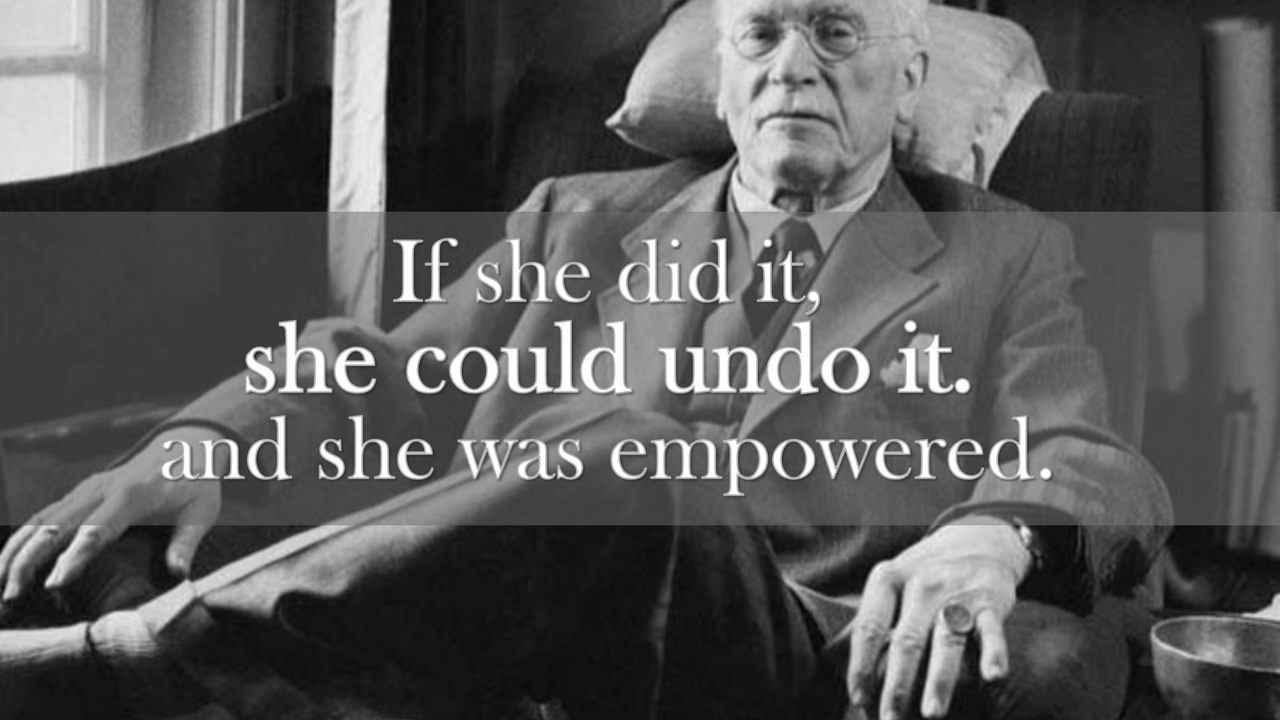 If she did it,
she could undo it.
and she was empowered.